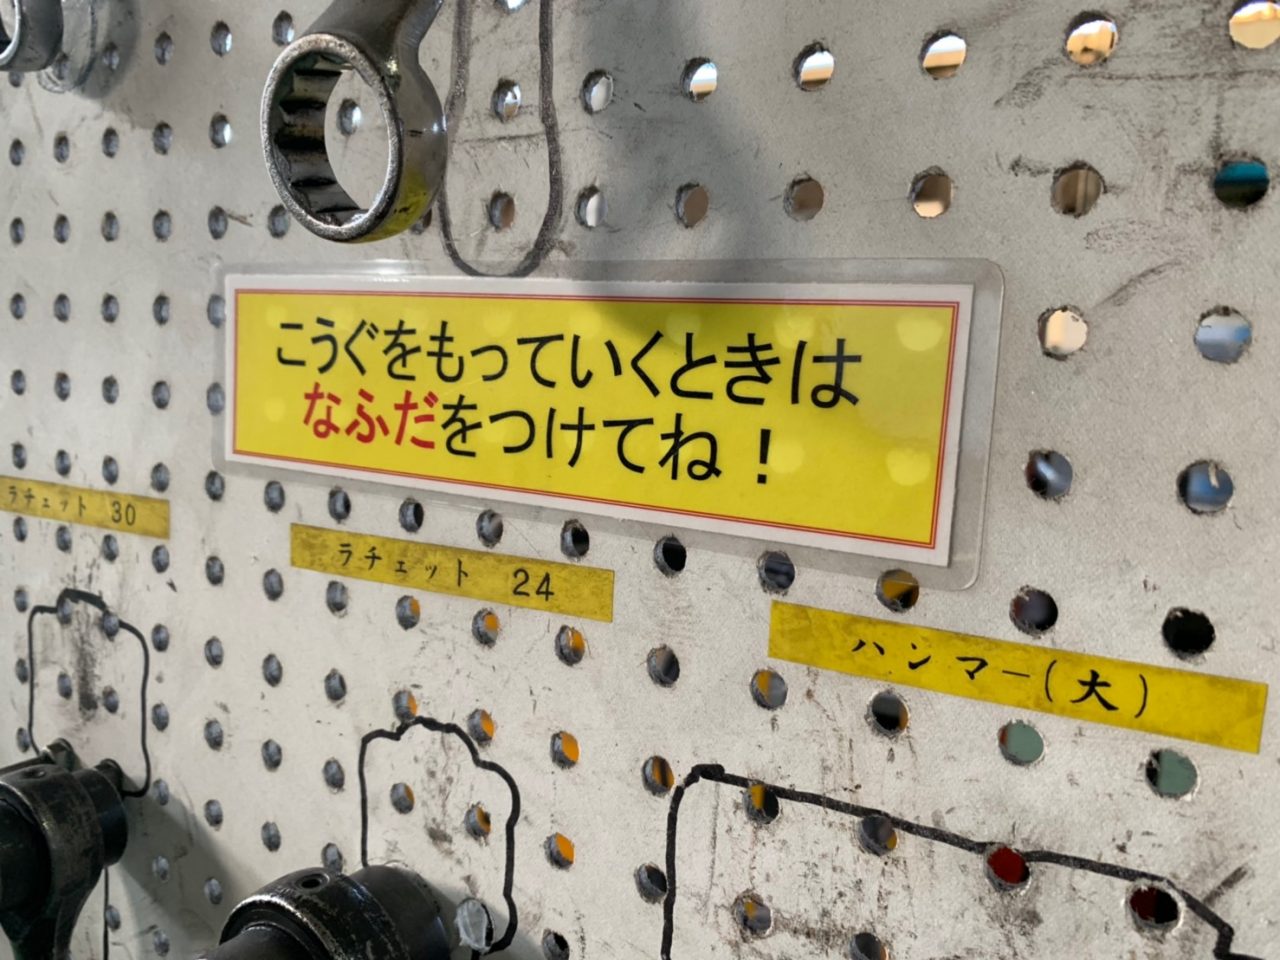 こうぐをもっていくときは
なふだをつけてね！
ラチェット 30
ラチェット 24
ハンマー(大)